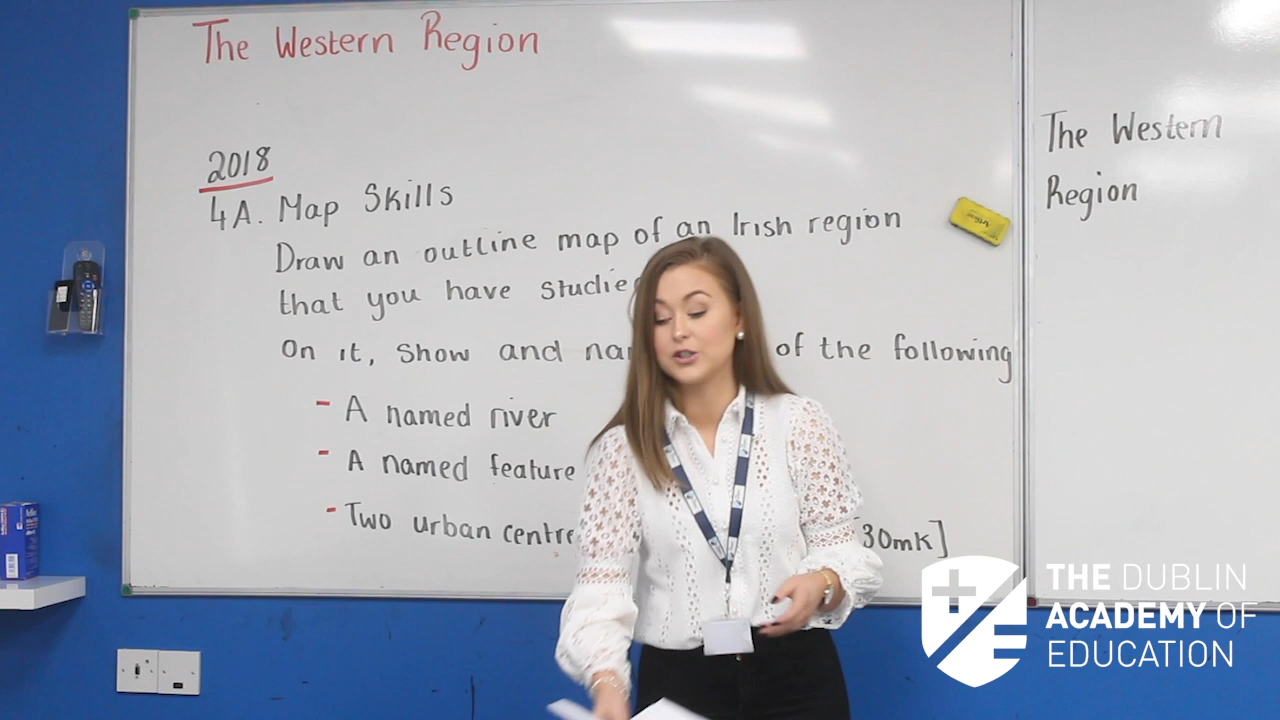 The Western Region
2018
4A. Map Skills
Draw an outline map of an Irish region
that you have studie
On it, show and na of the following
- A named river
- A named feature
- Two urban centre [30mk]
The Western
Region
THE DUBLIN
ACADEMY OF
EDUCATION